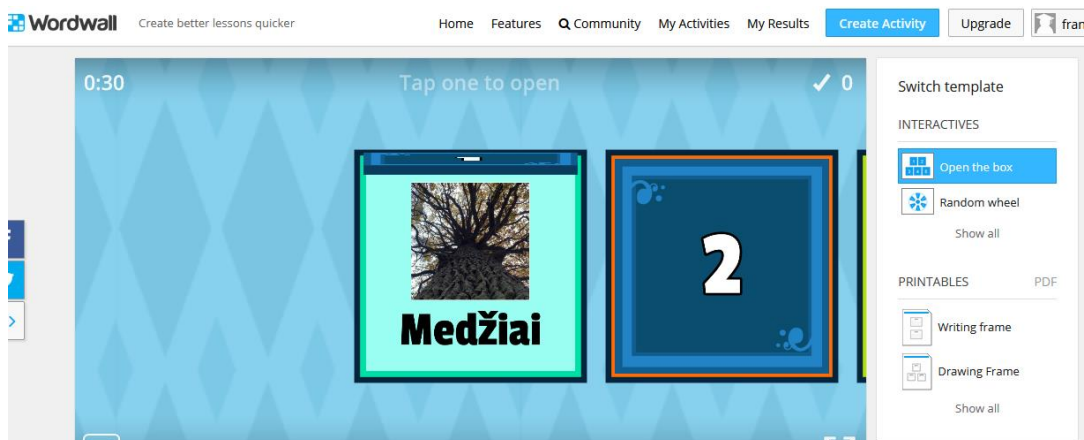 Wordwall
Create better lessons quicker
Home Features Community My Activities My Results Create Activity Upgrade fran
0:30
Tap one to open
0
Medžiai
2
Switch template
INTERACTIVES
Open the box
Random wheel
Show all
PRINTABLES PDF
Writing frame
Drawing Frame
Show all